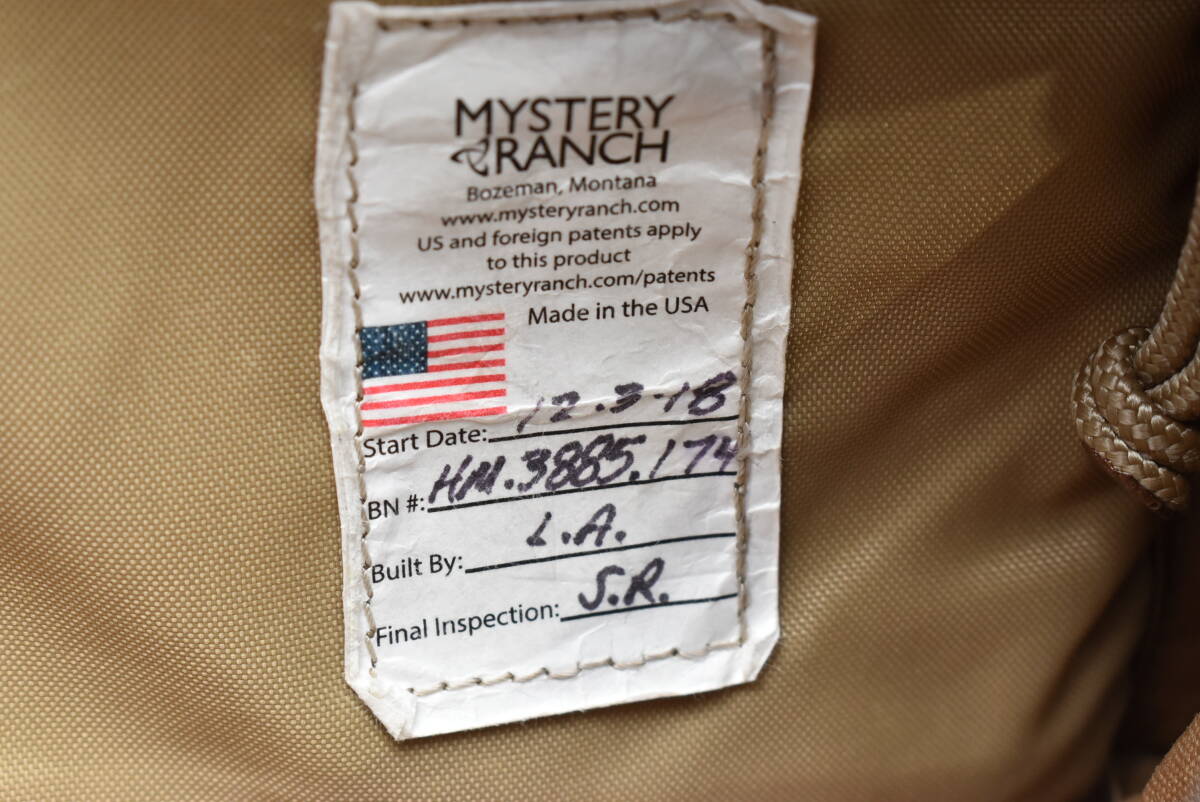 MYSTERY
RANCH
Bozeman, Montana
www.mysteryranch.com
US and foreign patents apply
to this product
www.mysteryranch.com/patents
Made in the USA
Start Date: 12.3.18
BN #: HM.3885.174
Built By: L.A.
Final Inspection: S.R.